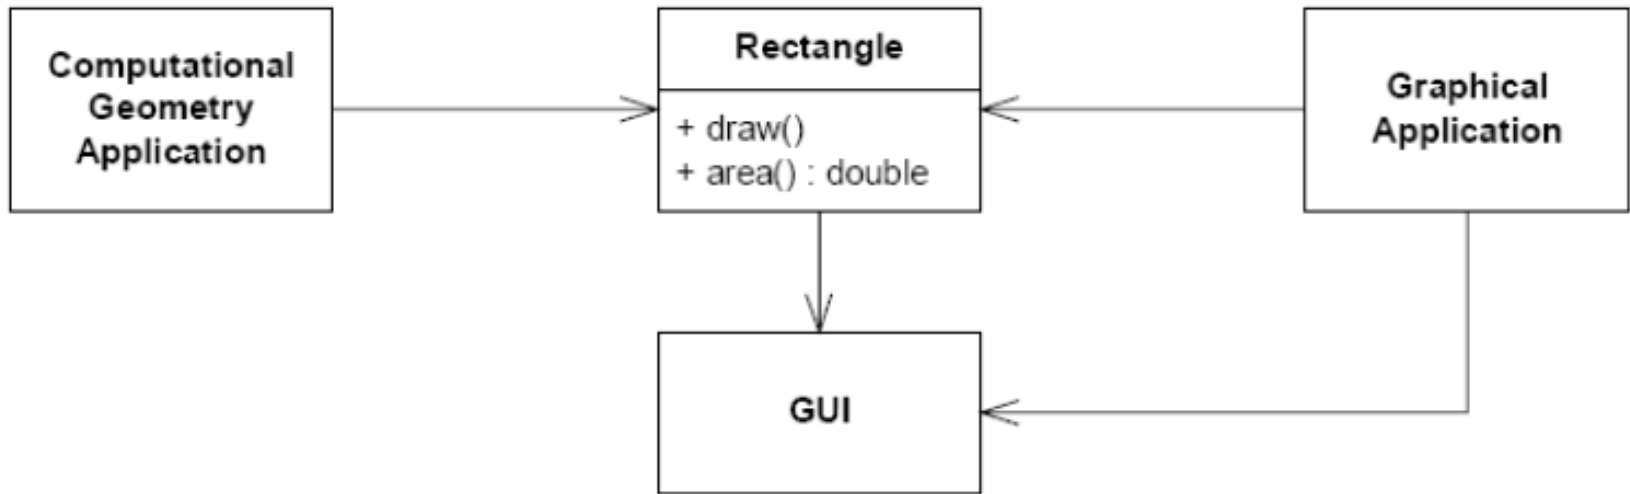 Computational
Geometry
Application
Rectangle
+ draw()
+ area() : double
Graphical
Application
GUI